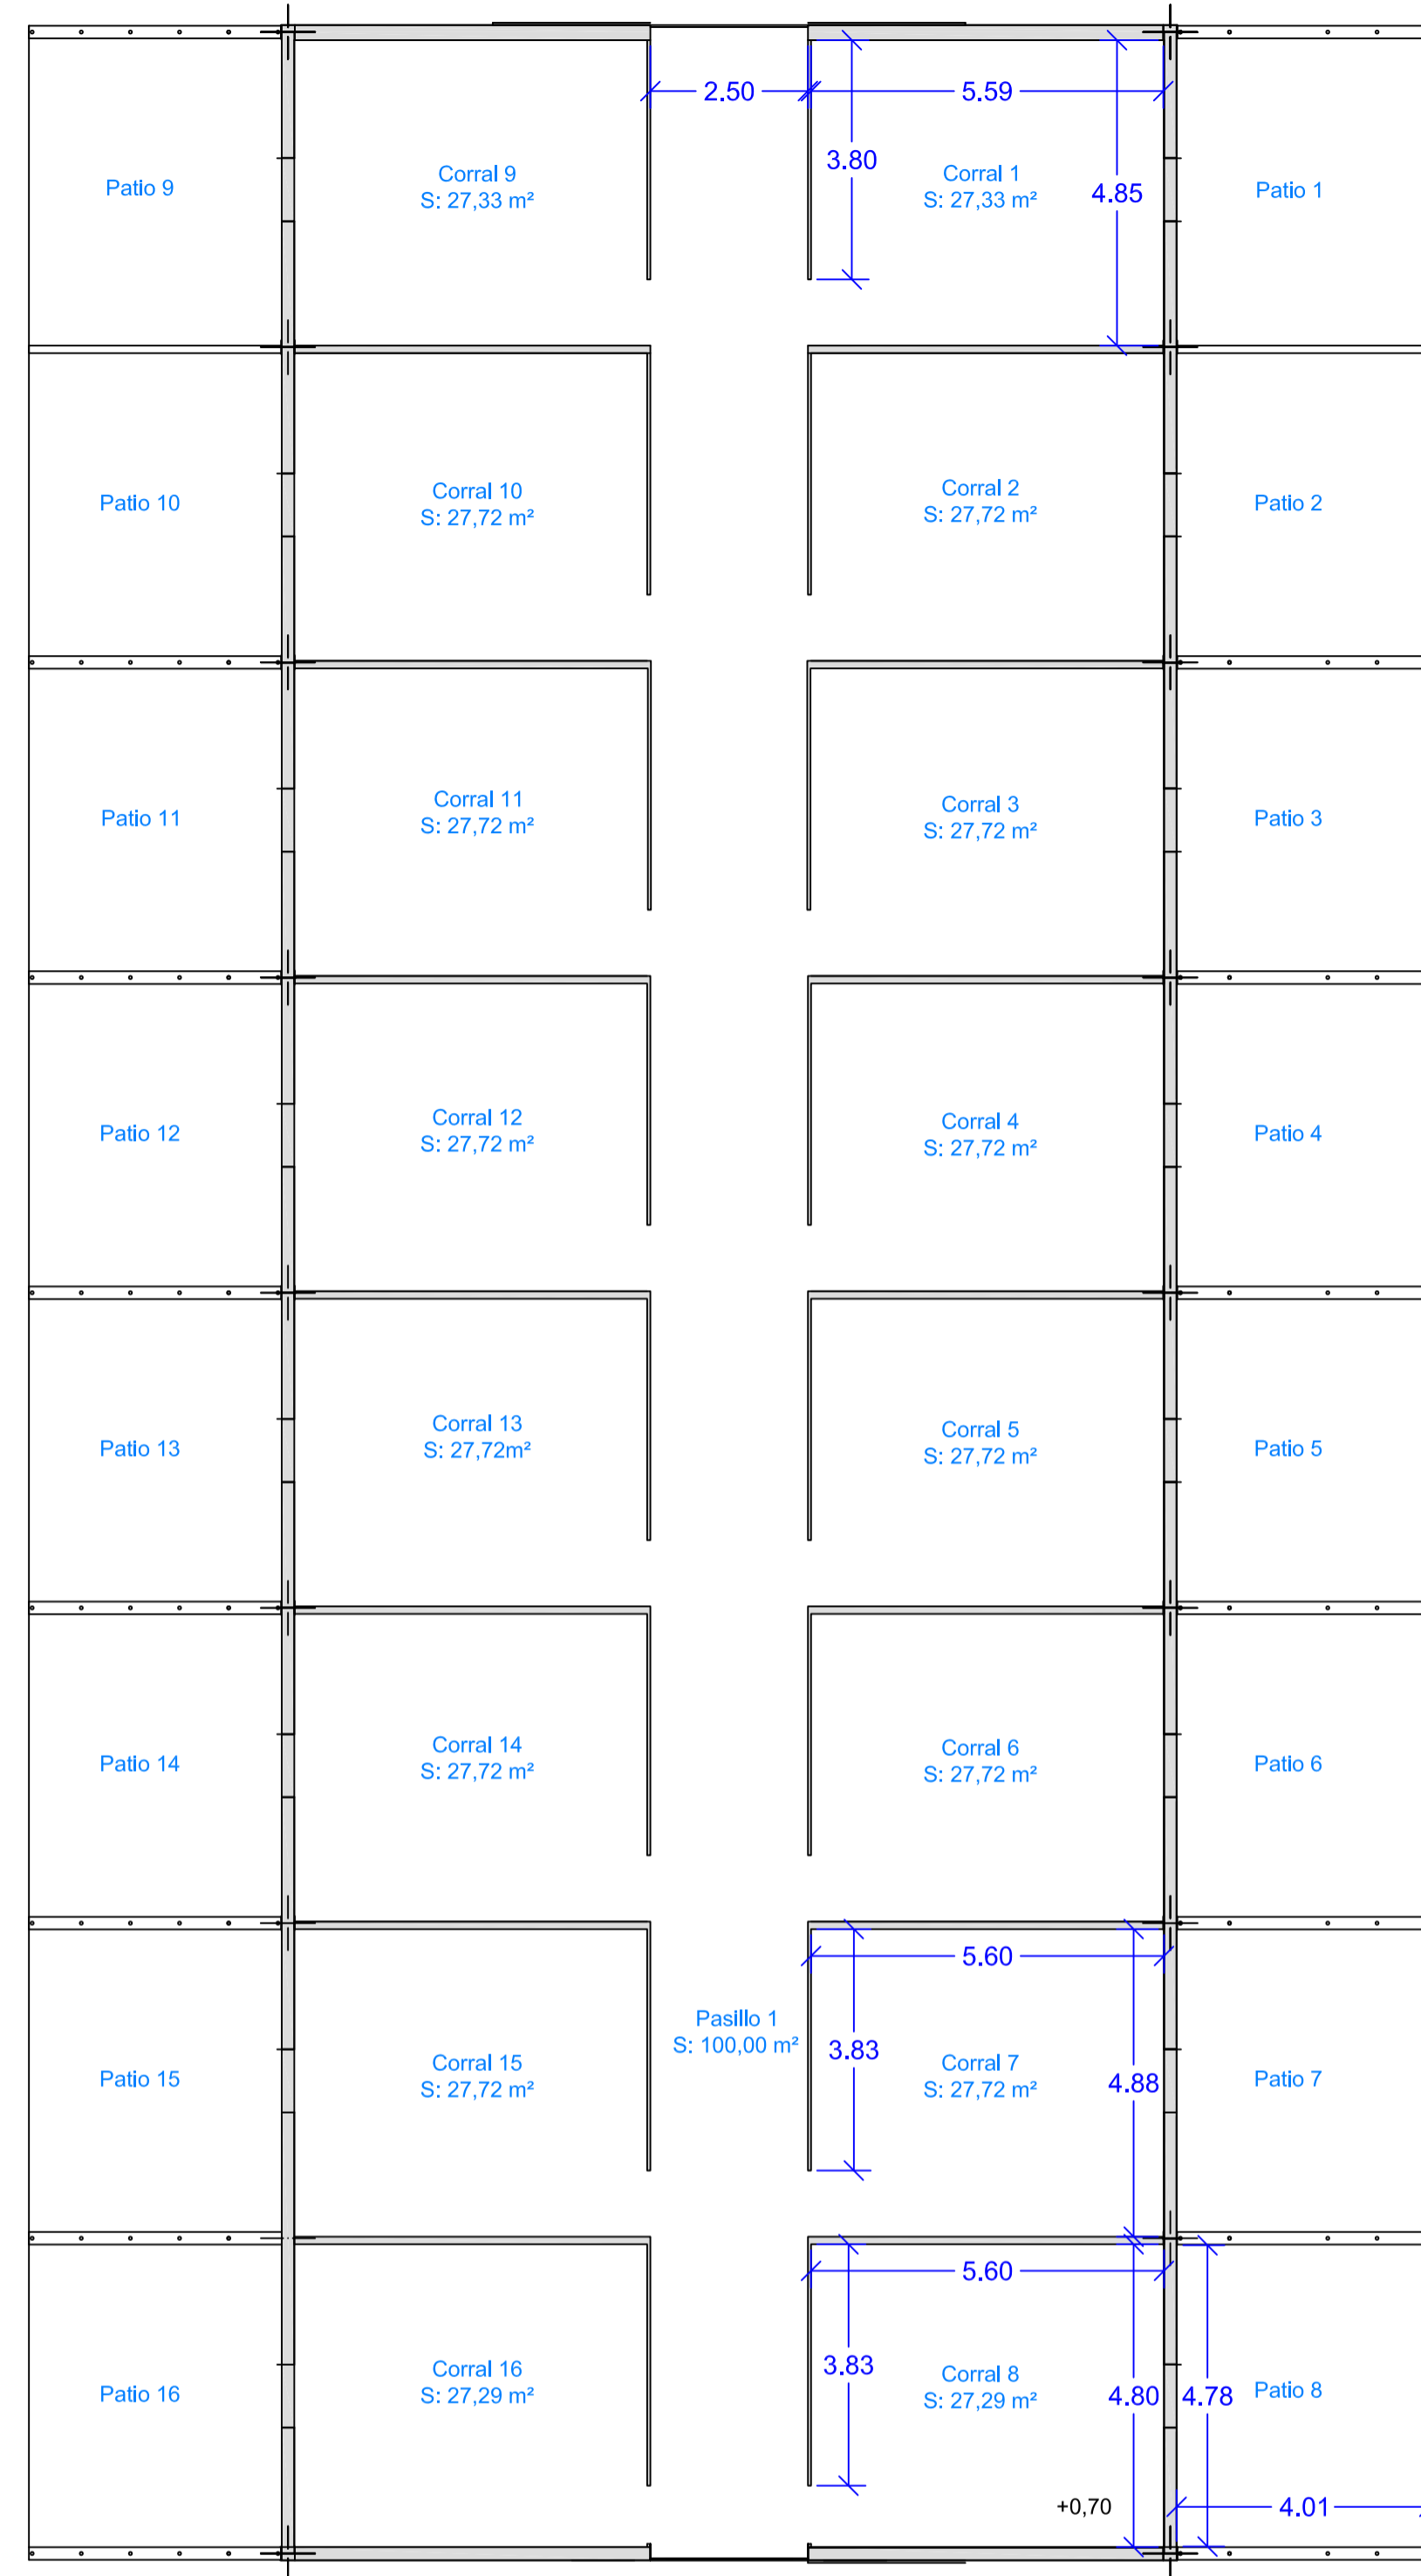 2.50
5.59
3.80
4.85
Patio 9
Corral 9
S: 27,33 m²
Corral 1
S: 27,33 m²
Patio 1
Patio 10
Corral 10
S: 27,72 m²
Corral 2
S: 27,72 m²
Patio 2
Patio 11
Corral 11
S: 27,72 m²
Corral 3
S: 27,72 m²
Patio 3
Patio 12
Corral 12
S: 27,72 m²
Corral 4
S: 27,72 m²
Patio 4
Patio 13
Corral 13
S: 27,72m²
Corral 5
S: 27,72 m²
Patio 5
Patio 14
Corral 14
S: 27,72 m²
Corral 6
S: 27,72 m²
Patio 6
5.60
Pasillo 1
S: 100,00 m²
3.83
Patio 15
Corral 15
S: 27,72 m²
Corral 7
S: 27,72 m²
4.88
Patio 7
5.60
3.83
Patio 16
Corral 16
S: 27,29 m²
Corral 8
S: 27,29 m²
4.80
4.78
Patio 8
+0,70
4.01